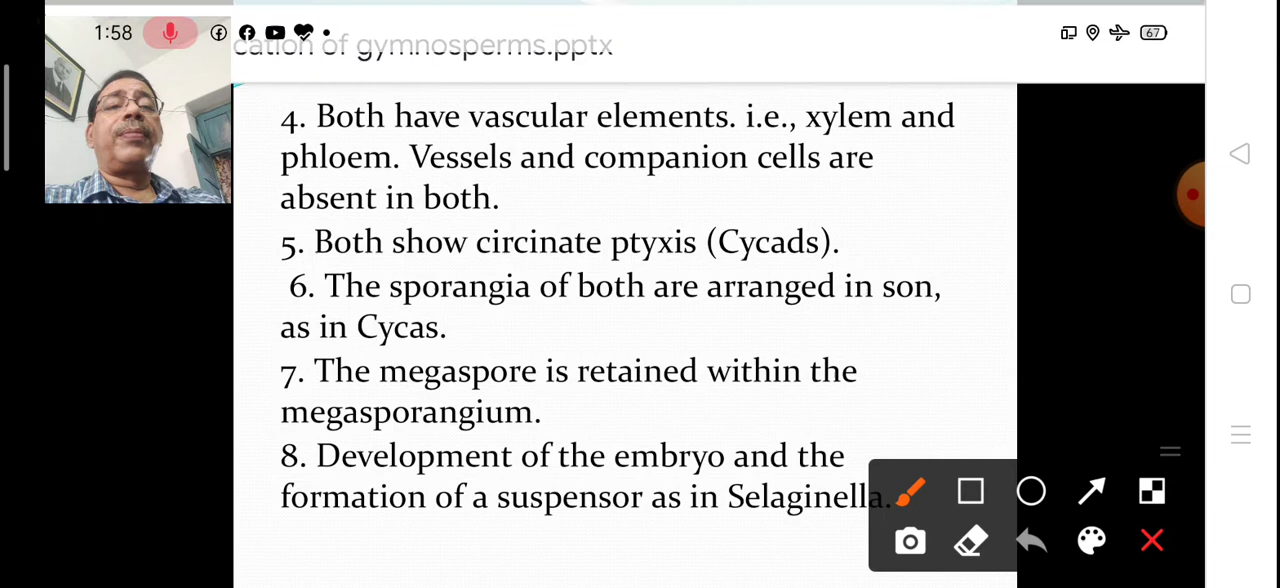 1:58
67
cation of gymnosperms.pptx
4. Both have vascular elements. i.e., xylem and
phloem. Vessels and companion cells are
absent in both.
5. Both show circinate ptyxis (Cycads).
6. The sporangia of both are arranged in son,
as in Cycas.
7. The megaspore is retained within the
megasporangium.
8. Development of the embryo and the
formation of a suspensor as in Selaginella.